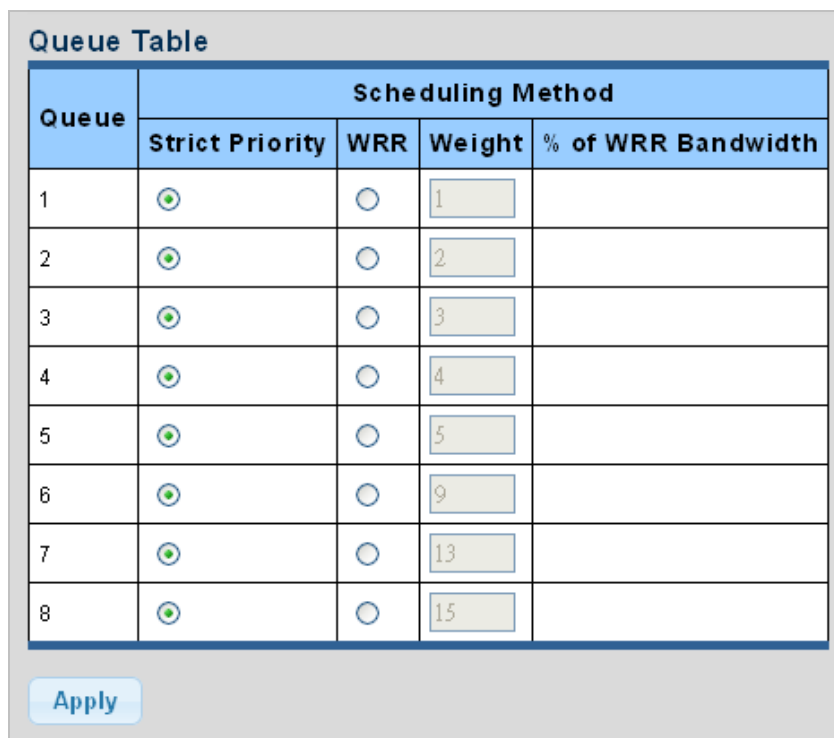 Queue Table
Queue
Scheduling Method
Strict Priority WRR Weight % of WRR Bandwidth
1 1
2 2
3 3
4 4
5 5
6 9
7 13
8 15
Apply